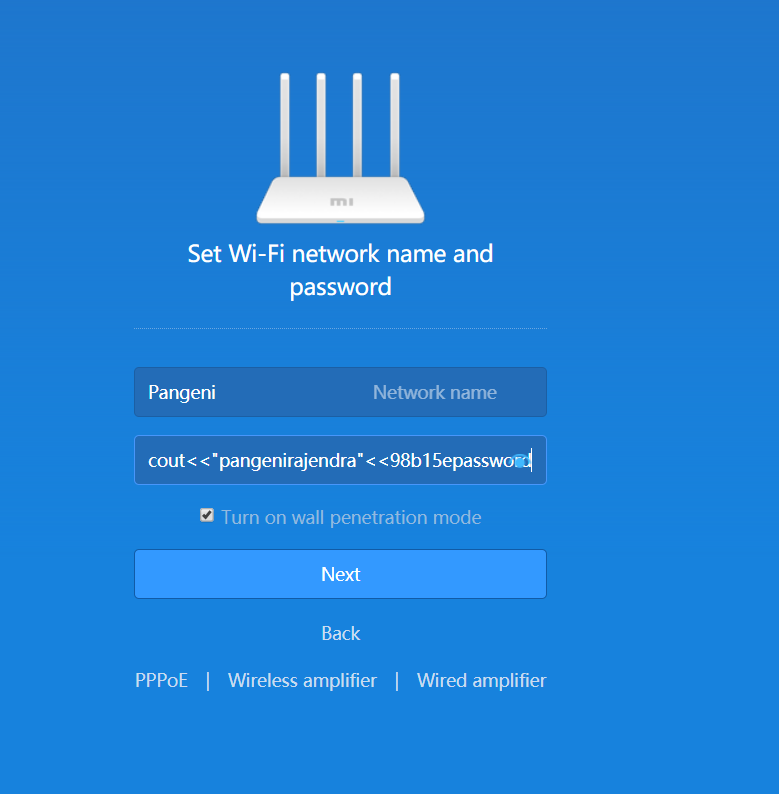 mi
Set Wi-Fi network name and
password
Pangeni Network name
cout<<"pangenirajendra"<<98b15epassword
Turn on wall penetration mode
Next
Back
PPPoE | Wireless amplifier | Wired amplifier